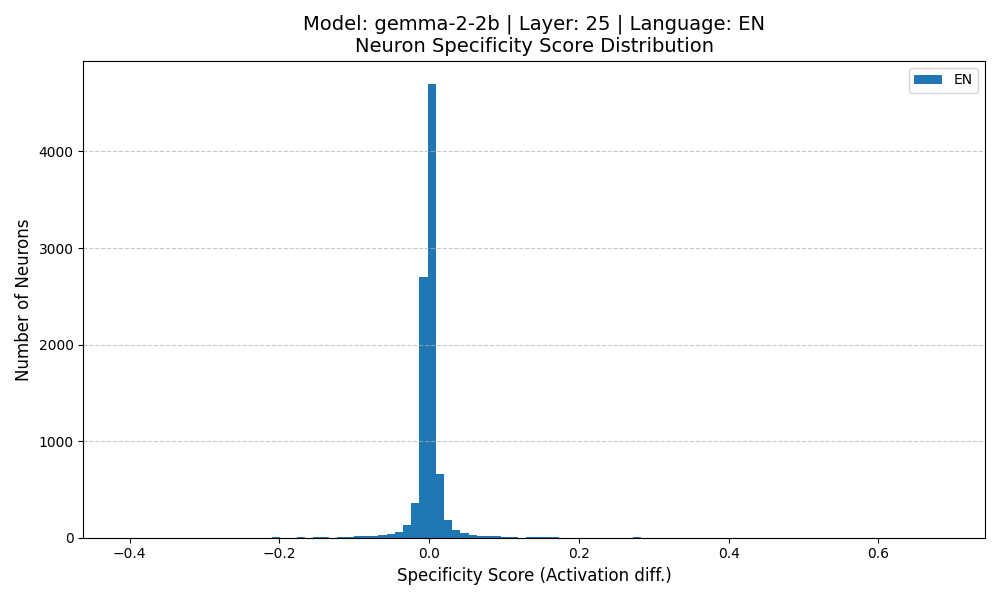 Model: gemma-2-2b | Layer: 25 | Language: EN
Neuron Specificity Score Distribution
EN
4000
3000
2000
1000
0
Number of Neurons
−0.4 −0.2 0.0 0.2 0.4 0.6
Specificity Score (Activation diff.)